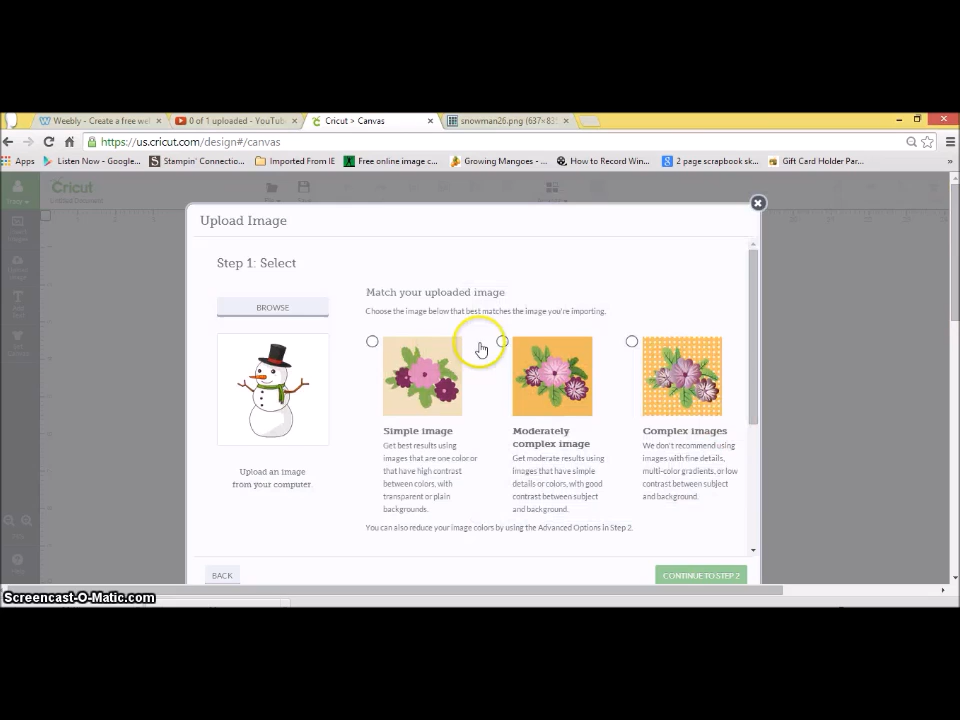 Weebly - Create a free we
0 of 1 uploaded - YouTub
Cricut > Canvas
snowman26.png (637×83
https://us.cricut.com/design#/canvas
Apps
Listen Now - Google...
Stampin' Connectio...
Imported From IE
Free online image c...
Growing Mangoes - ...
How to Record Win...
2 page scrapbook sk...
Gift Card Holder Par...
Cricut
Upload Image
Step 1: Select
BROWSE
Upload an image
from your computer.
Match your uploaded image
Choose the image below that best matches the image you're importing.
Simple image
Get best results using
images that are one color or
that have high contrast
between colors, with
transparent or plain
backgrounds.
Moderately
complex image
Get moderate results using
images that have simple
details or colors, with good
contrast between subject
and background.
Complex images
We don't recommend using
images with fine details,
multi-color gradients, or low
contrast between subject
and background.
You can also reduce your image colors by using the Advanced Options in Step 2.
BACK
CONTINUE TO STEP 2
Screencast-O-Matic.com